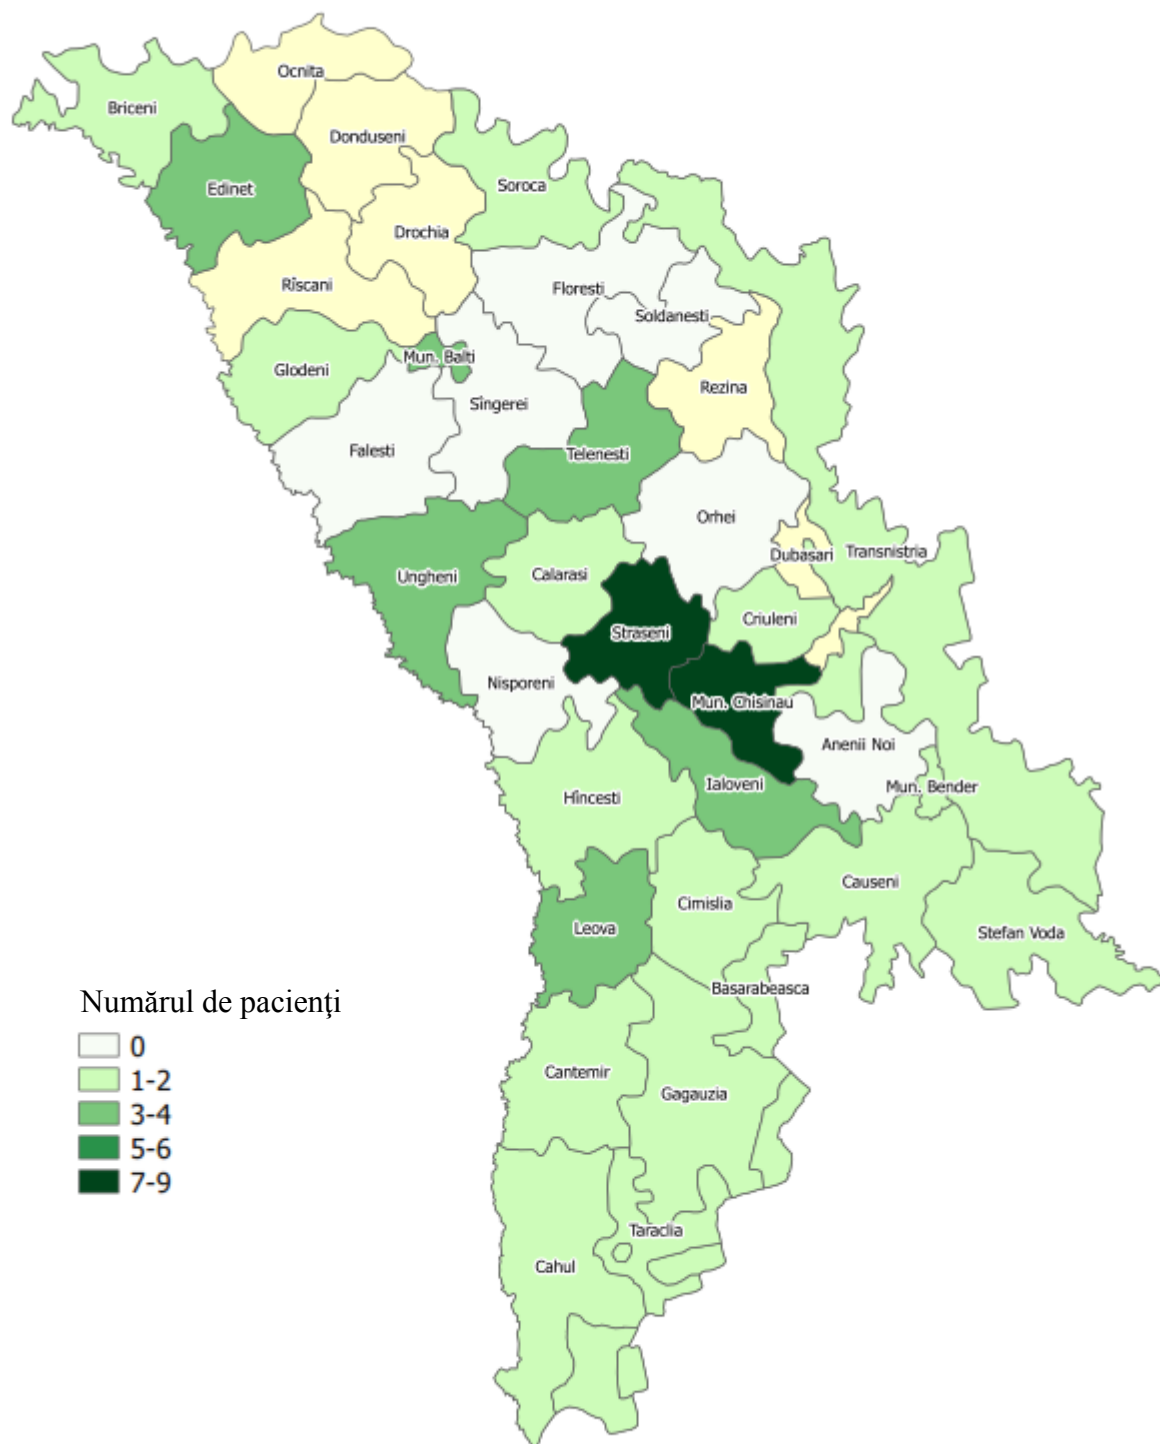 Ocnita
Briceni
Donduseni
Edinet
Soroca
Drochia
Rîscani
Floresti
Soldanesti
Mun. Balti
Glodeni
Rezina
Sîngerei
Falesti
Telenesti
Orhei
Dubasari
Transnistria
Ungheni
Calarasi
Criuleni
Straseni
Nisporeni
Mun. Chisinau
Anenii Noi
Ialoveni
Mun. Bender
Hîncesti
Causeni
Cimislia
Leova
Stefan Voda
Basarabeasca
Numărul de pacienţi
0
1-2
3-4
5-6
7-9
Cantemir
Gagauzia
Taraclia
Cahul